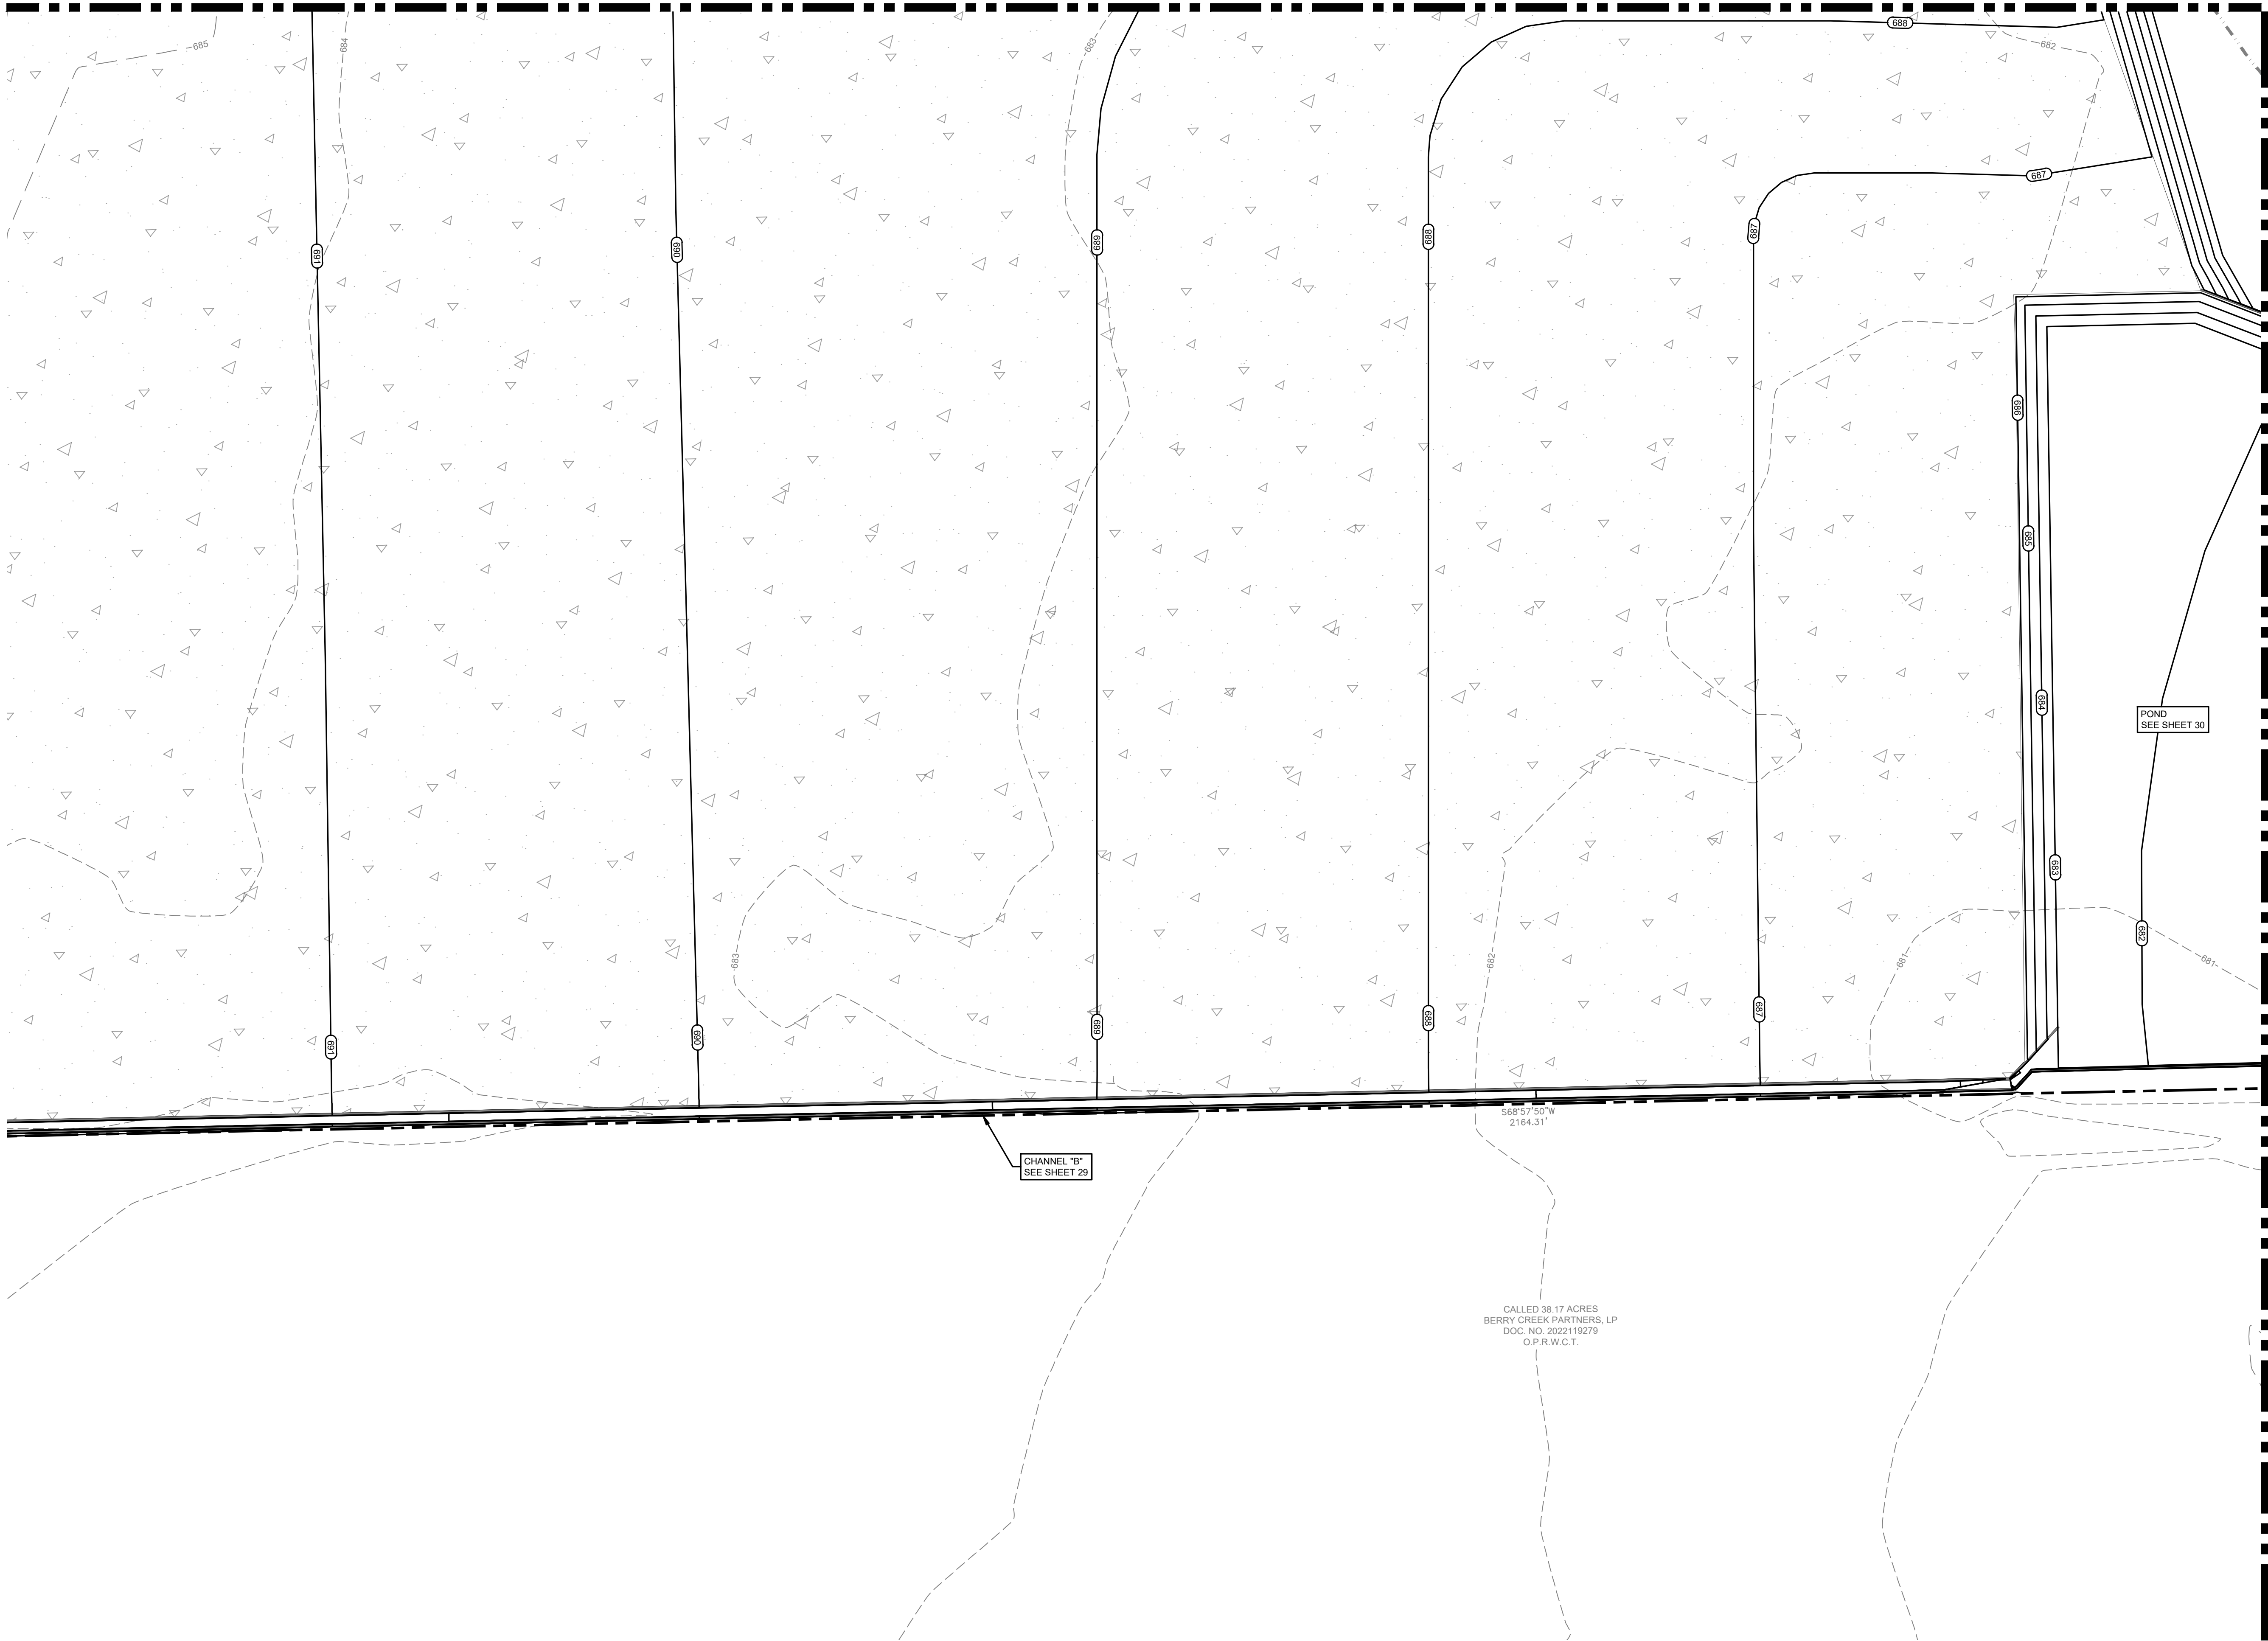 688
682
683
684
685
687
687
688
689
690
691
686
685
684
POND
SEE SHEET 30
683
682
683
682
681
681
687
688
689
690
691
S68°57'50"W
2164.31'
CHANNEL "B"
SEE SHEET 29
CALLED 38.17 ACRES
BERRY CREEK PARTNERS, LP
DOC. NO. 2022119279
O.P.R.W.C.T.